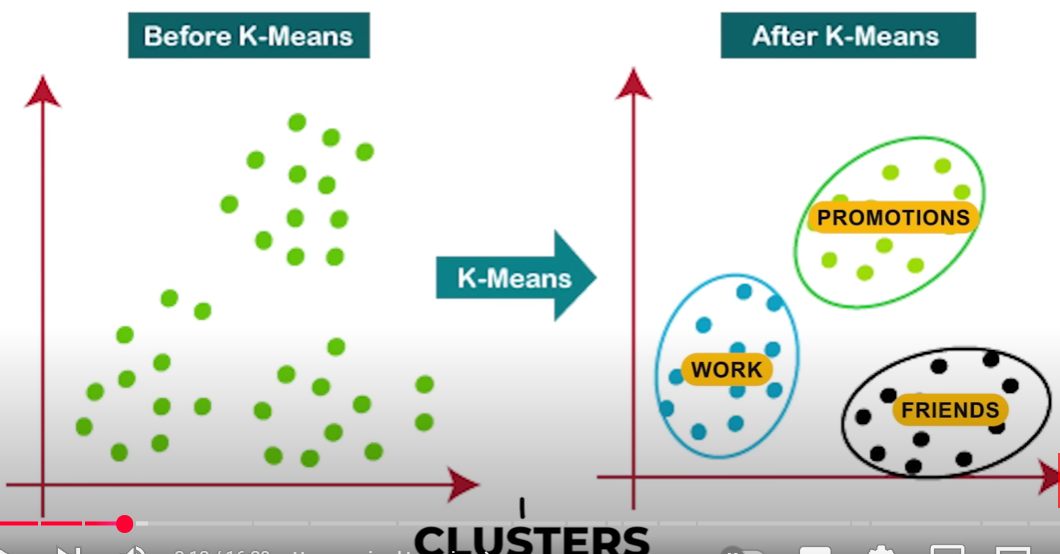 Before K-Means
After K-Means
PROMOTIONS
K-Means
WORK
FRIENDS
CLUSTERS